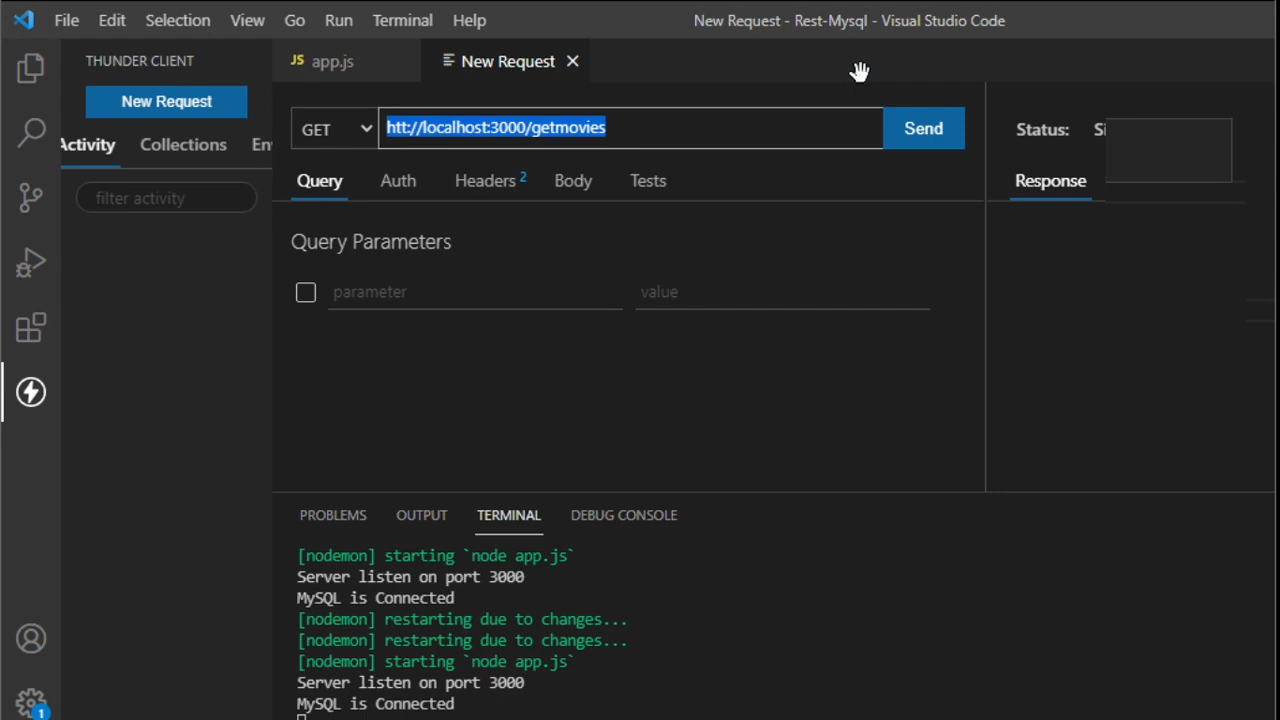 File Edit Selection View Go Run Terminal Help New Request - Rest-Mysql - Visual Studio Code
THUNDER CLIENT
JS app.js
New Request
New Request
GET
htt://localhost:3000/getmovies
Send
Status:
Activity Collections
filter activity
Query Auth Headers 2 Body Tests
Response
Query Parameters
parameter value
PROBLEMS OUTPUT TERMINAL DEBUG CONSOLE
[nodemon] starting `node app.js`
Server listen on port 3000
MySQL is Connected
[nodemon] restarting due to changes...
[nodemon] restarting due to changes...
[nodemon] starting `node app.js`
Server listen on port 3000
MySQL is Connected
1